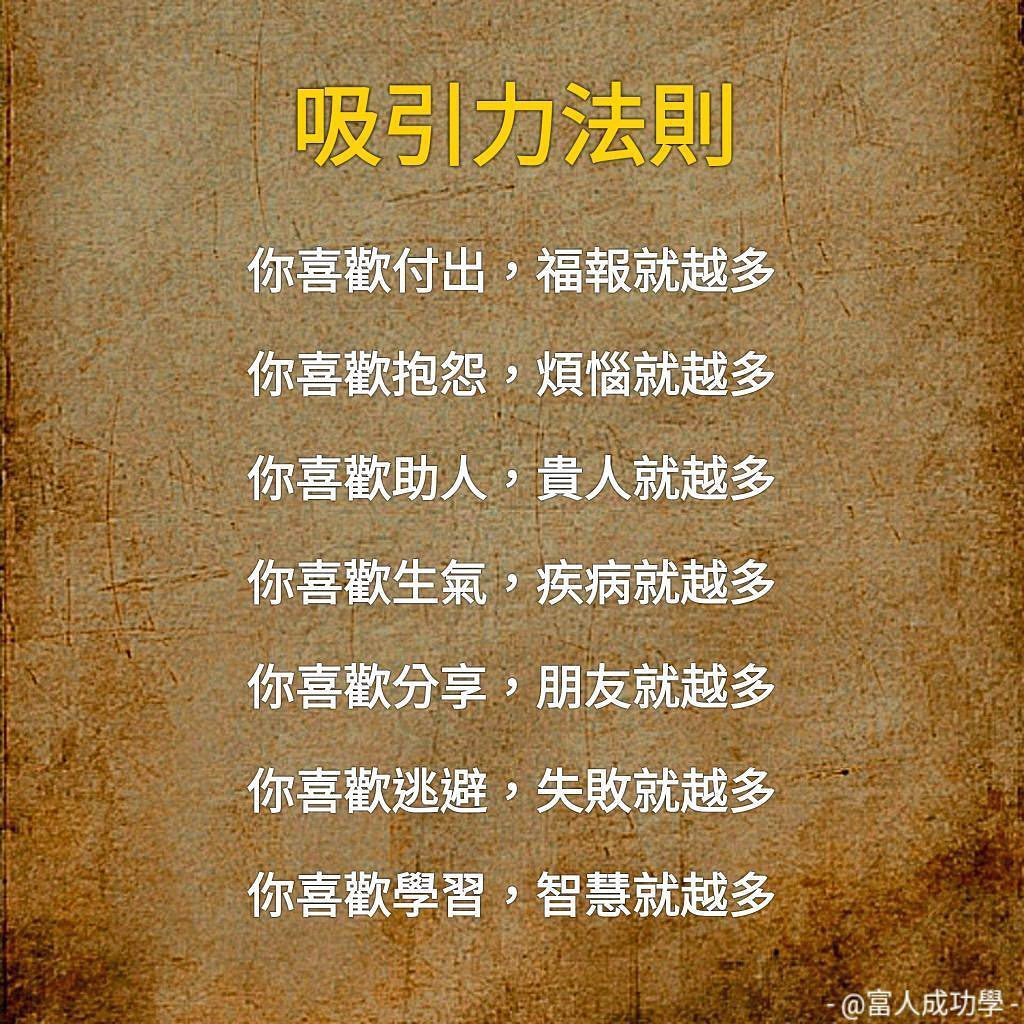 吸引力法則
你喜歡付出，福報就越多
你喜歡抱怨，煩惱就越多
你喜歡助人，貴人就越多
你喜歡生氣，疾病就越多
你喜歡分享，朋友就越多
你喜歡逃避，失敗就越多
你喜歡學習，智慧就越多
- @富人成功學 -